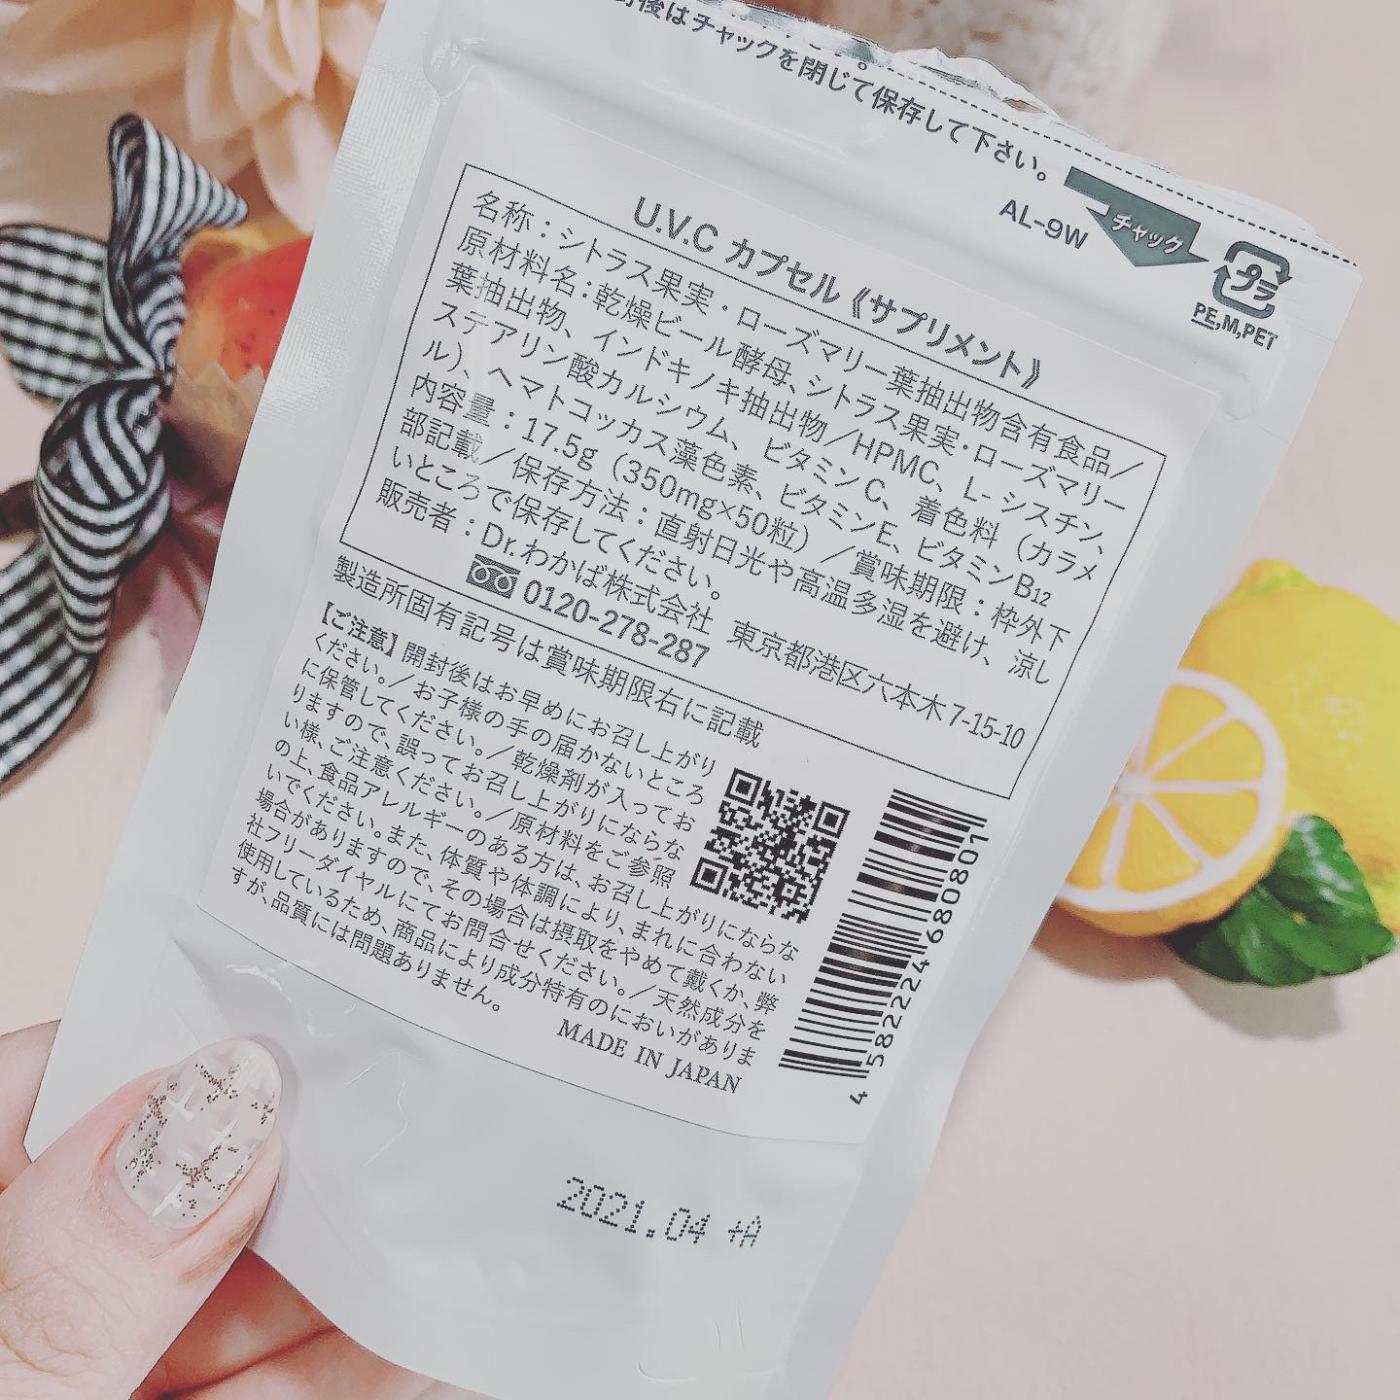 後はチャックを閉じて保存して下さい。
AL-9W
チャック
プラ
PE,M,PET
U.V.C カプセル《サプリメント》
名称：シトラス果実・ローズマリー葉抽出物含有食品／
原材料名：乾燥ビール酵母、シトラス果実・ローズマリー
葉抽出物、インドキノキ抽出物／HPMC、L- シスチン、
ステアリン酸カルシウム、ビタミンC、着色料（カラメ
ル）、ヘマトコッカス藻色素、ビタミンE、ビタミンB12
内容量：17.5g（350mg×50粒）／賞味期限：枠外下
部記載／保存方法：直射日光や高温多湿を避け、涼し
いところで保存してください。
販売者：Dr.わかば株式会社 東京都港区六本木 7-15-10
0120-278-287
製造所固有記号は賞味期限右に記載
【ご注意】開封後はお早めにお召し上がり
ください。／お子様の手の届かないところ
に保管してください。／乾燥剤が入ってお
りますので、誤ってお召し上がりにならな
い様、ご注意ください。／原材料をご参照
の上、食品アレルギーのある方は、お召し上がりにならな
いでください。また、体質や体調により、まれに合わない
場合がありますので、その場合は摂取をやめて戴くか、弊
社フリーダイヤルにてお問合せください。／天然成分を
使用しているため、商品により成分特有のにおいがありま
すが、品質には問題ありません。
MADE IN JAPAN
4 582224 680801
2021.04 +A